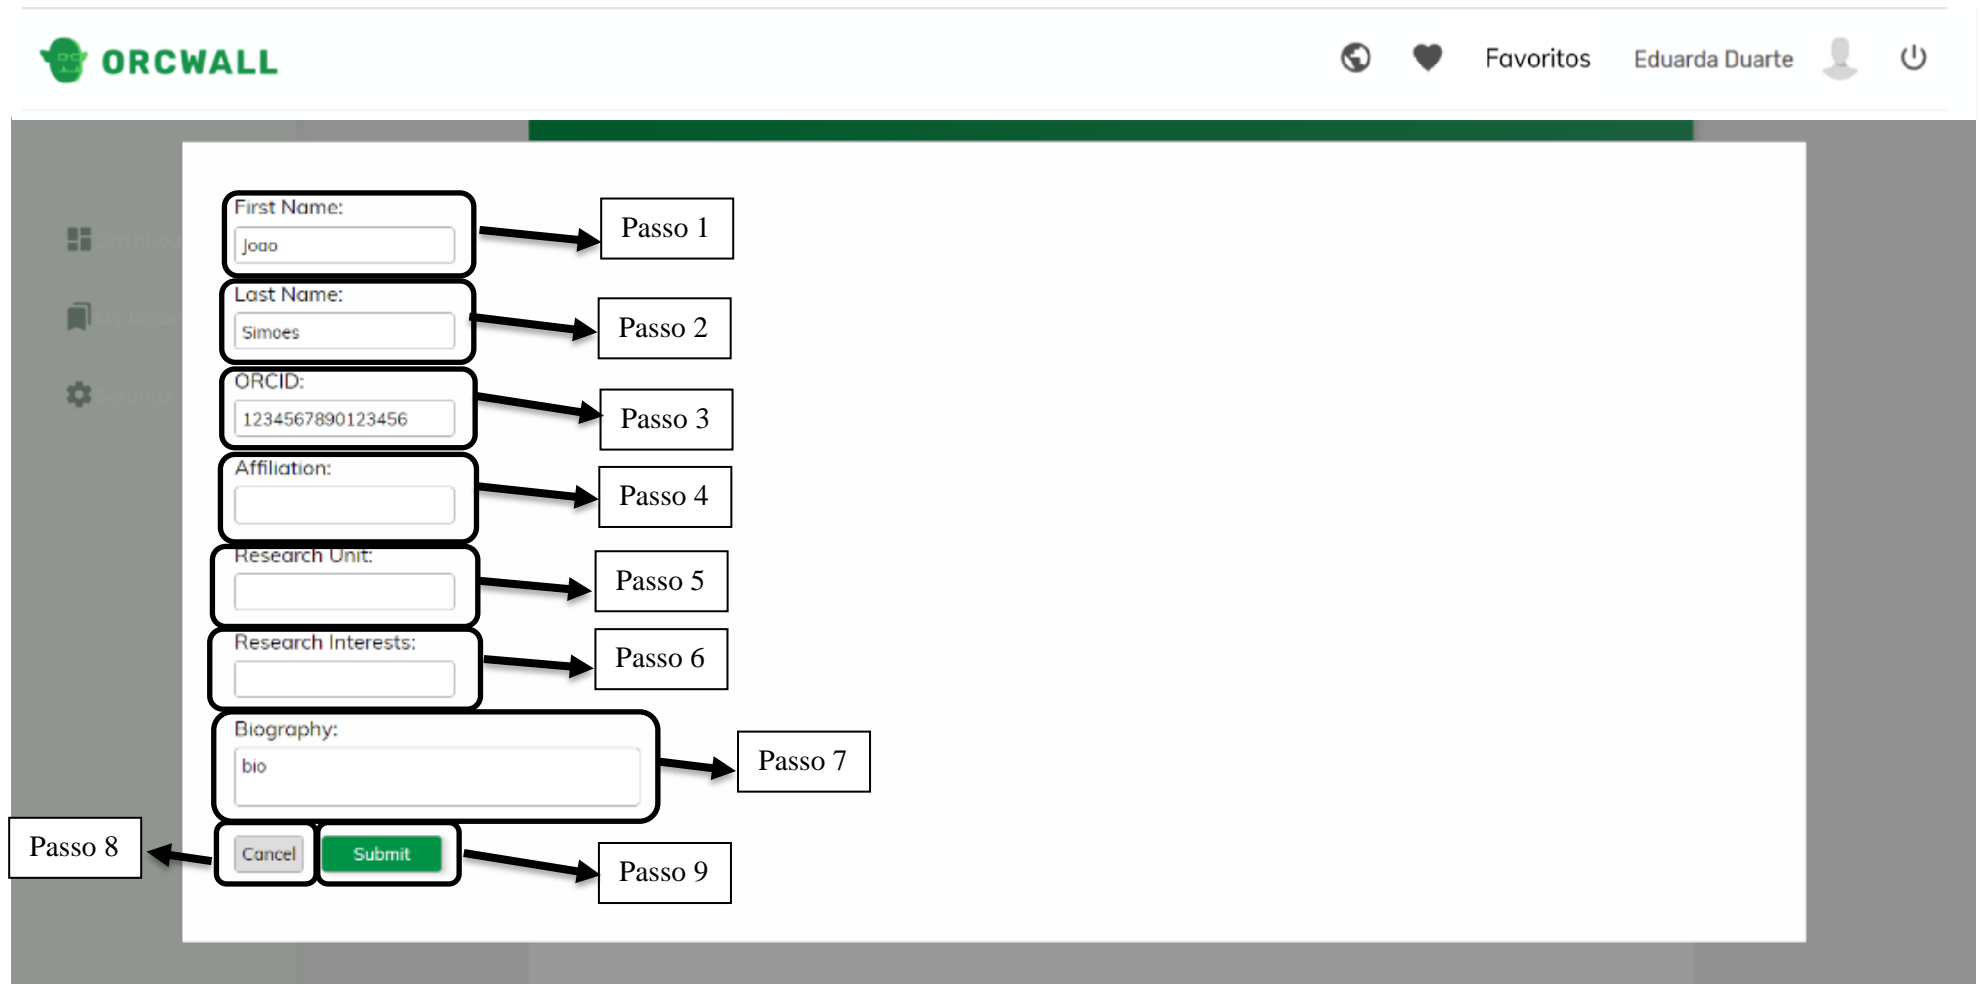 ORCWALL
Favoritos
Eduarda Duarte
First Name:
Joao
Passo 1
Last Name:
Simoes
Passo 2
ORCID:
1234567890123456
Passo 3
Affiliation:
Passo 4
Research Unit:
Passo 5
Research Interests:
Passo 6
Biography:
bio
Passo 7
Passo 8
Cancel
Submit
Passo 9
Settings